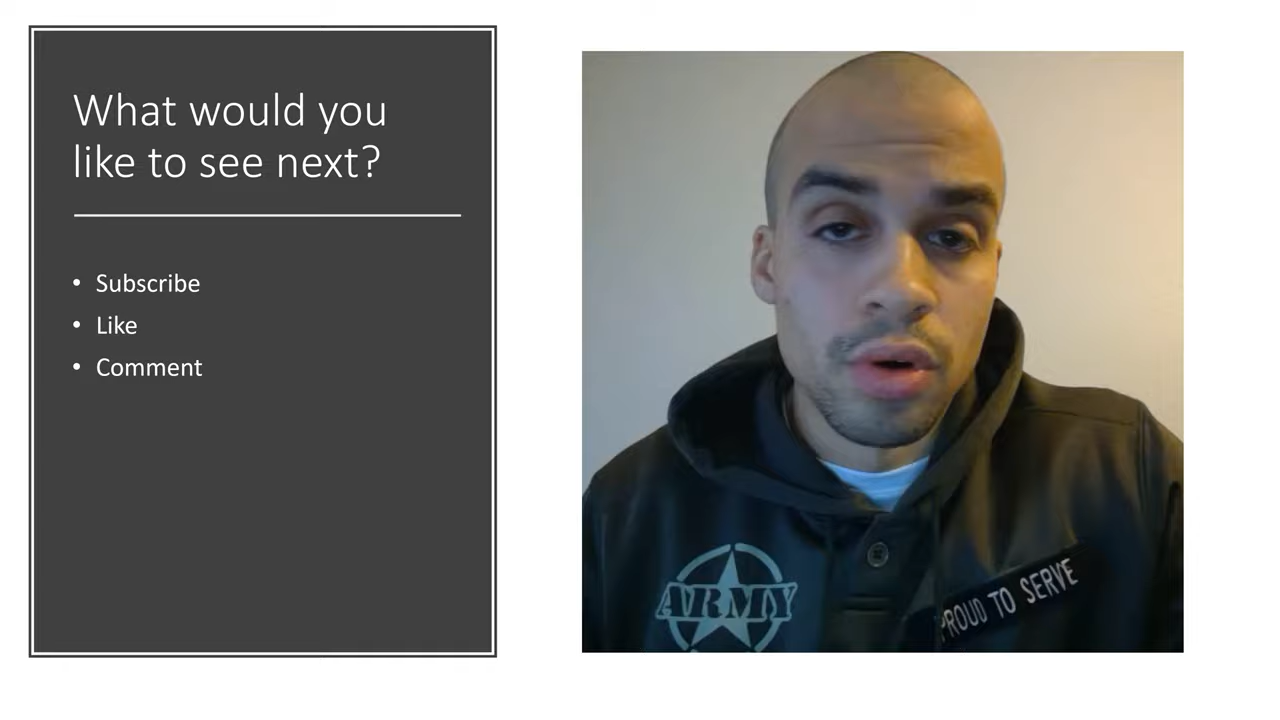 What would you
like to see next?
• Subscribe
• Like
• Comment
ARMY
PROUD TO SERVE